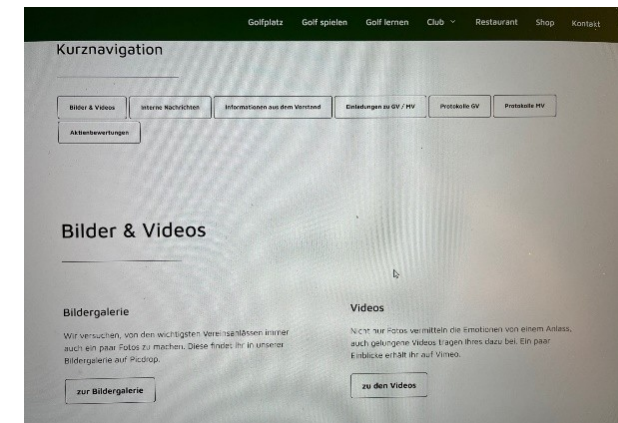 Golfplatz Golf spielen Golf lernen Club Restaurant Shop Kontakt
Kurznavigation
Bilder & Videos Interne Nachrichten Informationen aus dem Vorstand Einladungen zu GV / MV Protokolle GV Protokolle MV
Aktienbewertungen
Bilder & Videos
Bildergalerie
Wir versuchen, von den wichtigsten Vereinsanlässen immer
auch ein paar Fotos zu machen. Diese findet ihr in unserer
Bildergalerie auf Picdrop.
zur Bildergalerie
Videos
Nicht nur Fotos vermitteln die Emotionen von einem Anlass,
auch gelungene Videos tragen ihres dazu bei. Ein paar
Einblicke erhält ihr auf Vimeo.
zu den Videos